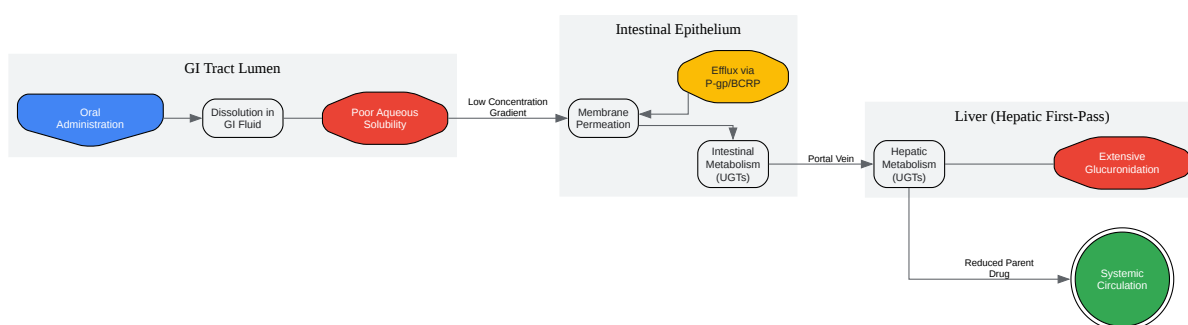 GI Tract Lumen
Oral
Administration
Dissolution in
GI Fluid
Poor Aqueous
Solubility
Low Concentration
Gradient
Intestinal Epithelium
Efflux via
P-gp/BCRP
Membrane
Permeation
Intestinal
Metabolism
(UGTs)
Portal Vein
Liver (Hepatic First-Pass)
Hepatic
Metabolism
(UGTs)
Extensive
Glucuronidation
Reduced Parent
Drug
Systemic
Circulation